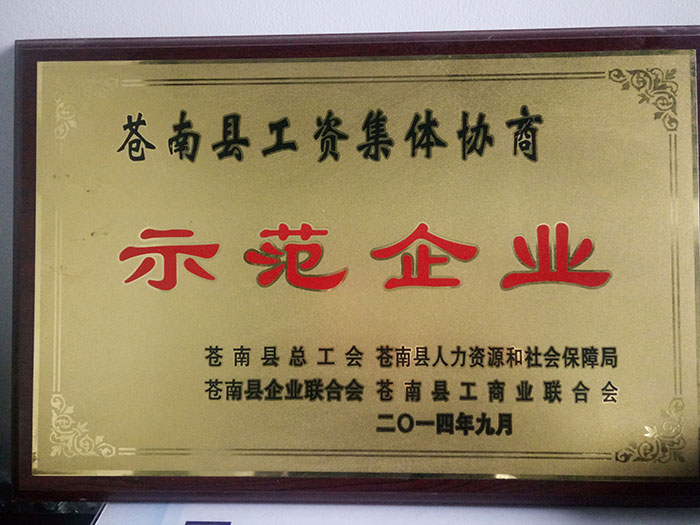 苍南县工资集体协商
示范企业
苍南县总工会 苍南县人力资源和社会保障局
苍南县企业联合会 苍南县工商业联合会
二〇一四年九月